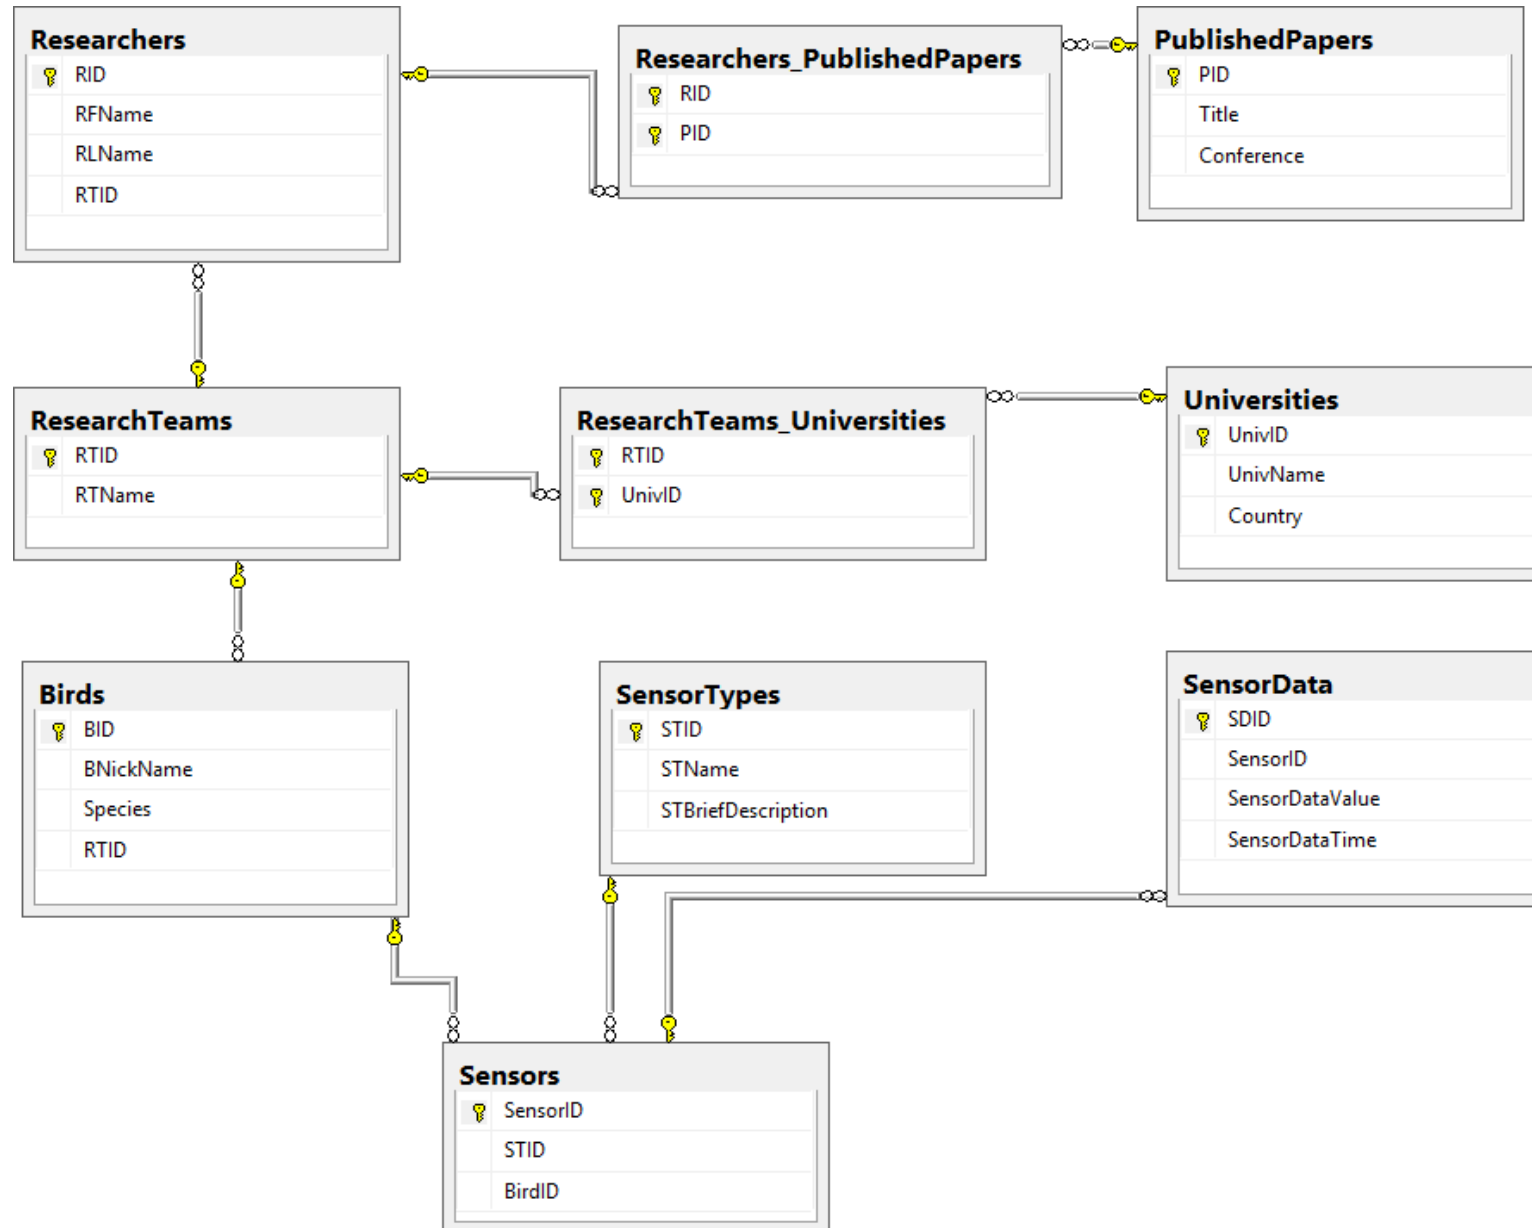 Researchers
RID
RFName
RLName
RTID
Researchers_PublishedPapers
RID
PID
PublishedPapers
PID
Title
Conference
ResearchTeams
RTID
RTName
ResearchTeams_Universities
RTID
UnivID
Universities
UnivID
UnivName
Country
Birds
BID
BNickName
Species
RTID
SensorTypes
STID
STName
STBriefDescription
SensorData
SDID
SensorID
SensorDataValue
SensorDataTime
Sensors
SensorID
STID
BirdID